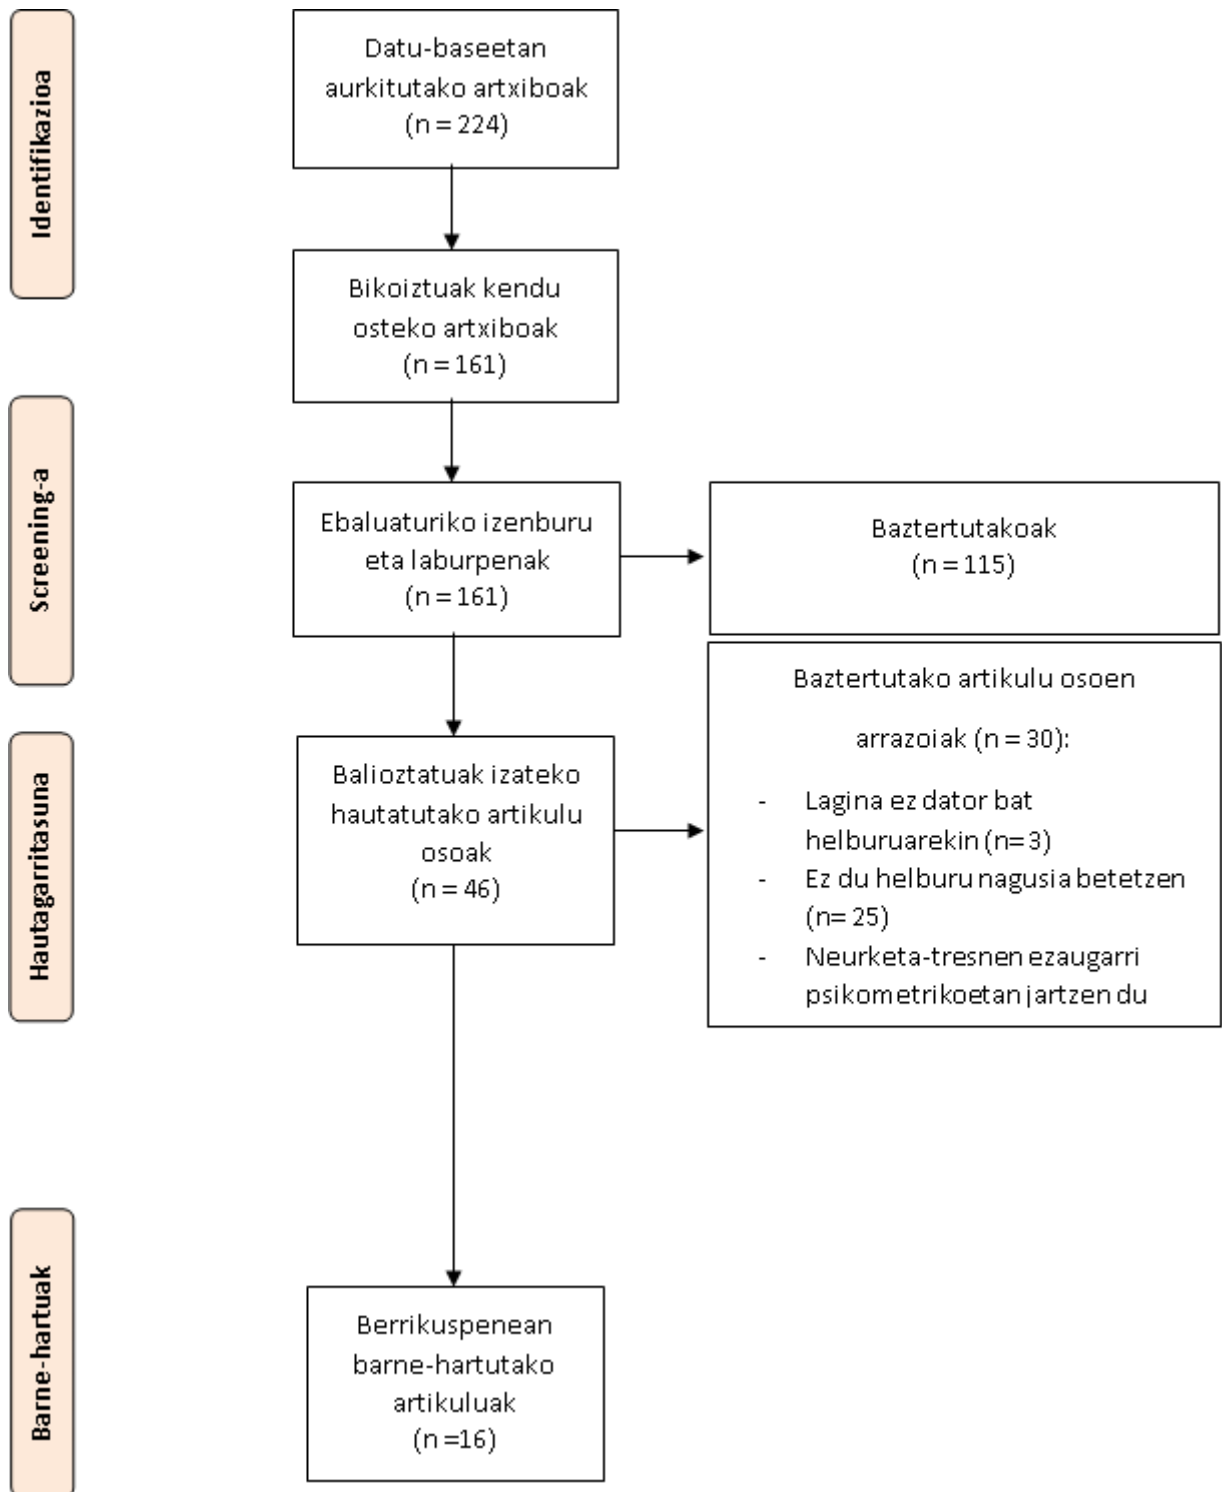 Identifikazioa
Datu-baseetan
aurkitutako artxiboak
(n = 224)
Bikoiztuak kendu
osteko artxiboak
(n = 161)
Screening-a
Ebaluaturiko izenburu
eta laburpenak
(n = 161)
Baztertutakoak
(n = 115)
Hautagarritasuna
Balioztatuak izateko
hautatutako artikulu
osoak
(n = 46)
Baztertutako artikulu osoen
arrazoiak (n = 30):
- Lagina ez dator bat
helburuarekin (n= 3)
- Ez du helburu nagusia betetzen
(n= 25)
- Neurketa-tresnen ezaugarri
psikometrikoetan jartzen du
Barne-hartuak
Berrikuspenean
barne-hartutako
artikuluak
(n =16)